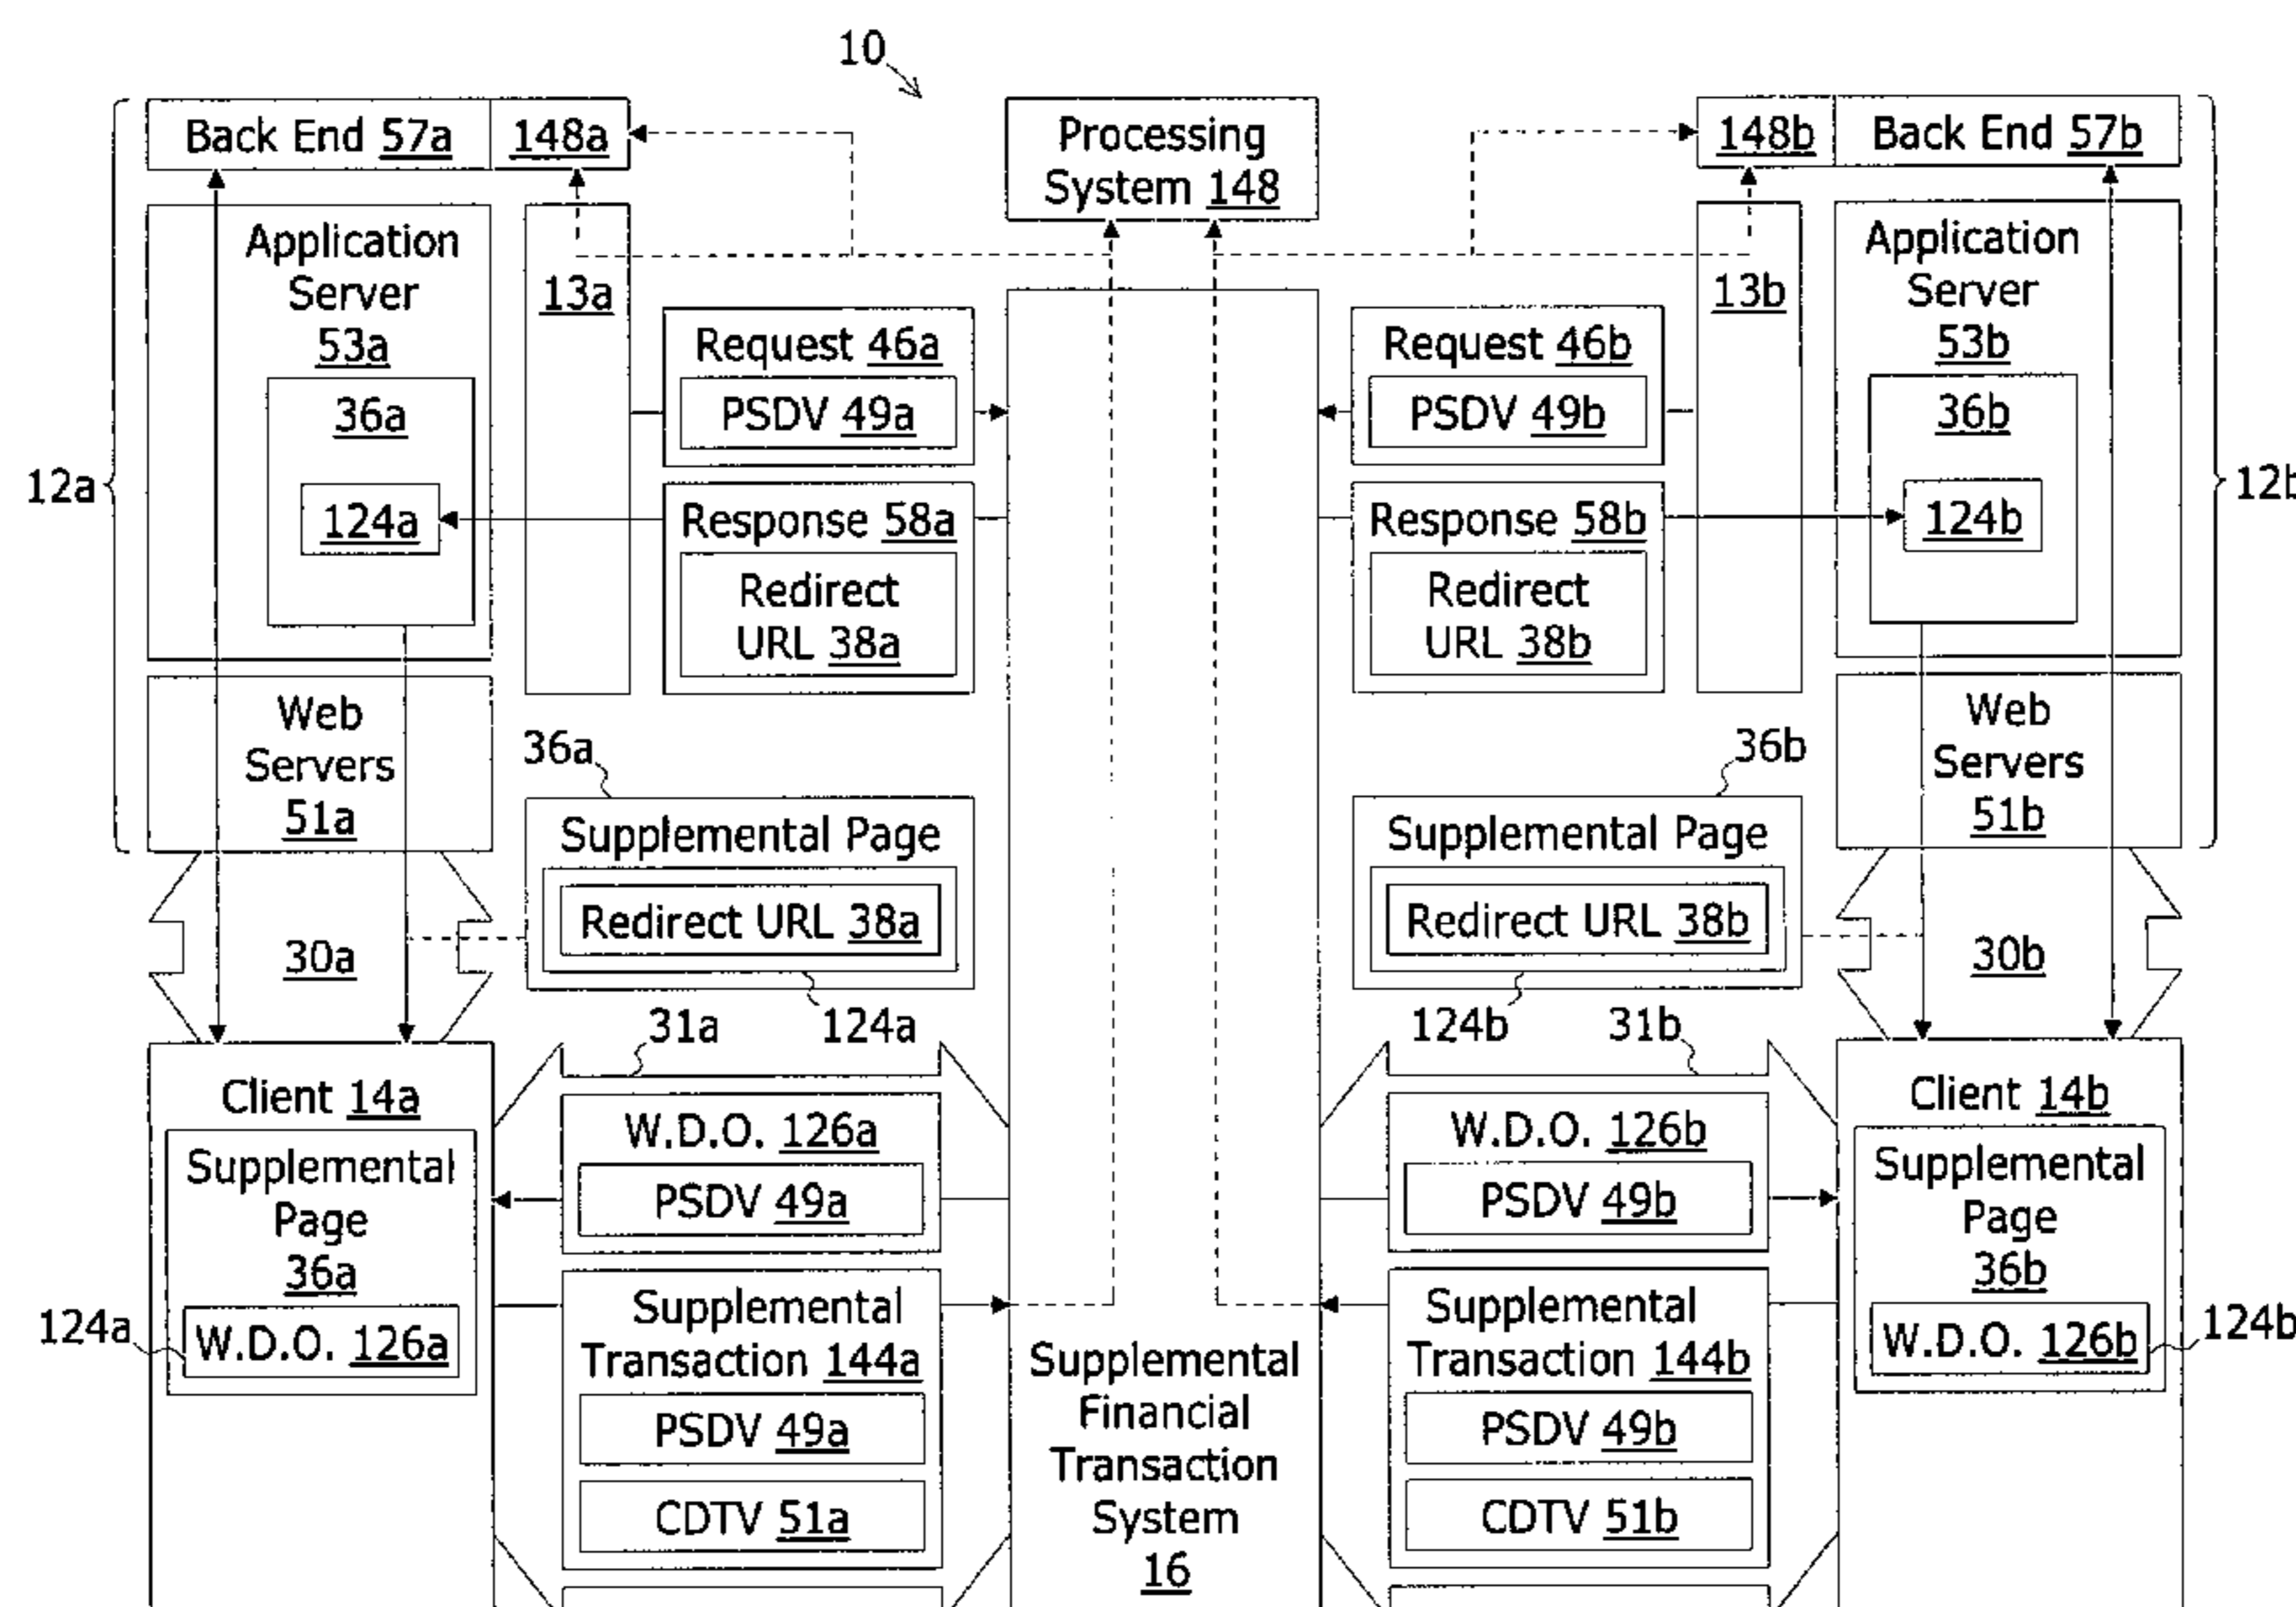 10
Back End 57a
148a
Processing
System 148
148b
Back End 57b
Application
Server
53a
36a
124a
13a
Request 46a
PSDV 49a
Response 58a
Redirect
URL 38a
Request 46b
PSDV 49b
Response 58b
Redirect
URL 38b
13b
Application
Server
53b
36b
124b
12a
12b
Web
Servers
51a
36a
Supplemental Page
Redirect URL 38a
124a
36b
Supplemental Page
Redirect URL 38b
124b
Web
Servers
51b
30a
30b
31a
31b
Client 14a
Supplemental
Page
36a
W.D.O. 126a
124a
W.D.O. 126a
PSDV 49a
Supplemental
Transaction 144a
PSDV 49a
CDTV 51a
Supplemental
Financial
Transaction
System
16
W.D.O. 126b
PSDV 49b
Supplemental
Transaction 144b
PSDV 49b
CDTV 51b
Client 14b
Supplemental
Page
36b
W.D.O. 126b
124b